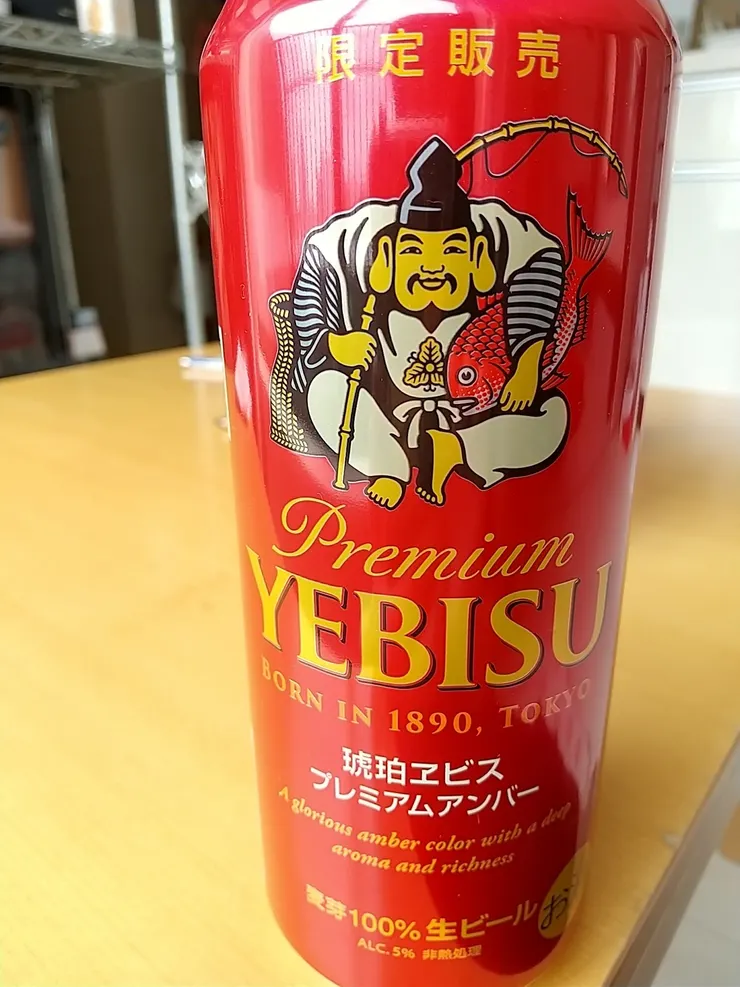 限定販売
Premium
YEBISU
BORN IN 1890, TOKYO
琥珀ヱビス
プレミアムアンバー
A glorious amber color with a deep
aroma and richness
麦芽100% 生ビール
ALC. 5% 非熱処理
お